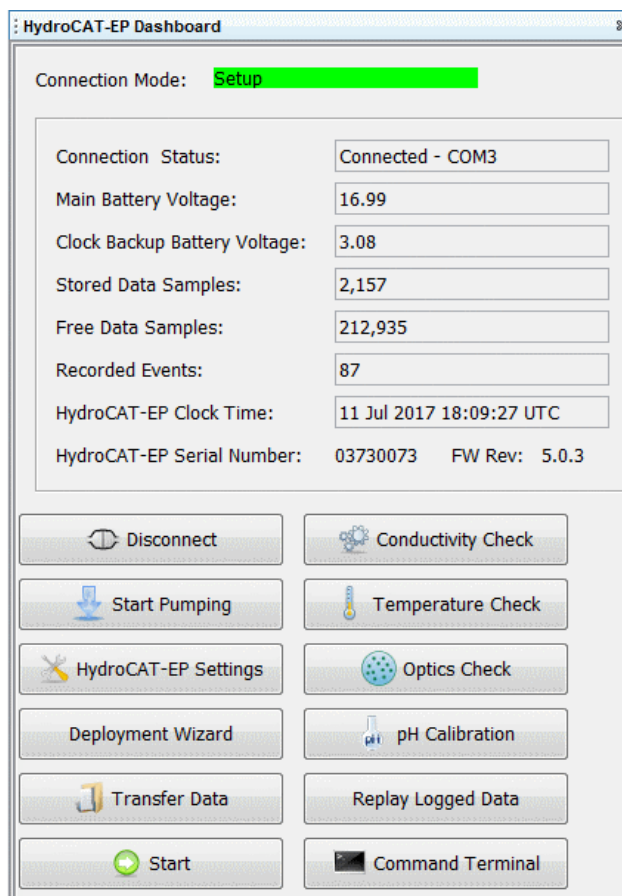 HydroCAT-EP Dashboard
Connection Mode: Setup
Connection Status: Connected - COM3
Main Battery Voltage: 16.99
Clock Backup Battery Voltage: 3.08
Stored Data Samples: 2,157
Free Data Samples: 212,935
Recorded Events: 87
HydroCAT-EP Clock Time: 11 Jul 2017 18:09:27 UTC
HydroCAT-EP Serial Number: 03730073 FW Rev: 5.0.3
Disconnect Conductivity Check
Start Pumping Temperature Check
HydroCAT-EP Settings Optics Check
Deployment Wizard pH pH Calibration
Transfer Data Replay Logged Data
Start Command Terminal